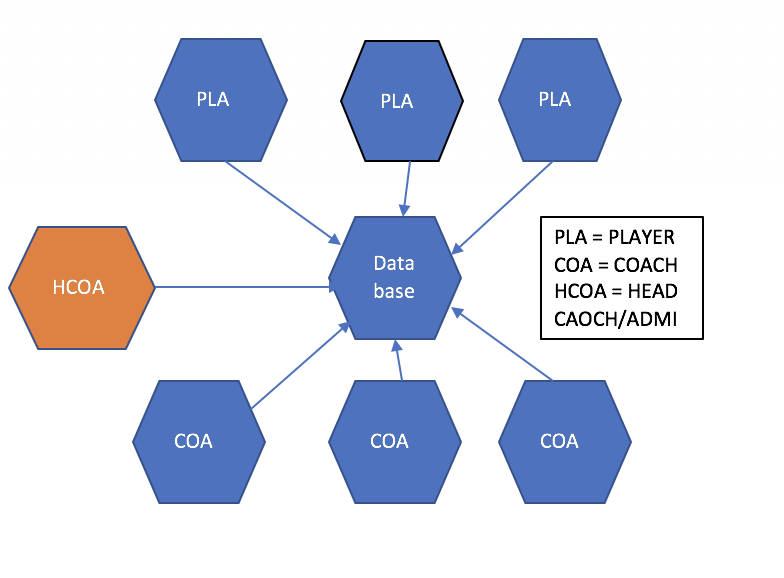 PLA
PLA
PLA
HCOA
Data
base
PLA = PLAYER
COA = COACH
HCOA = HEAD
CAOCH/ADMI
COA
COA
COA